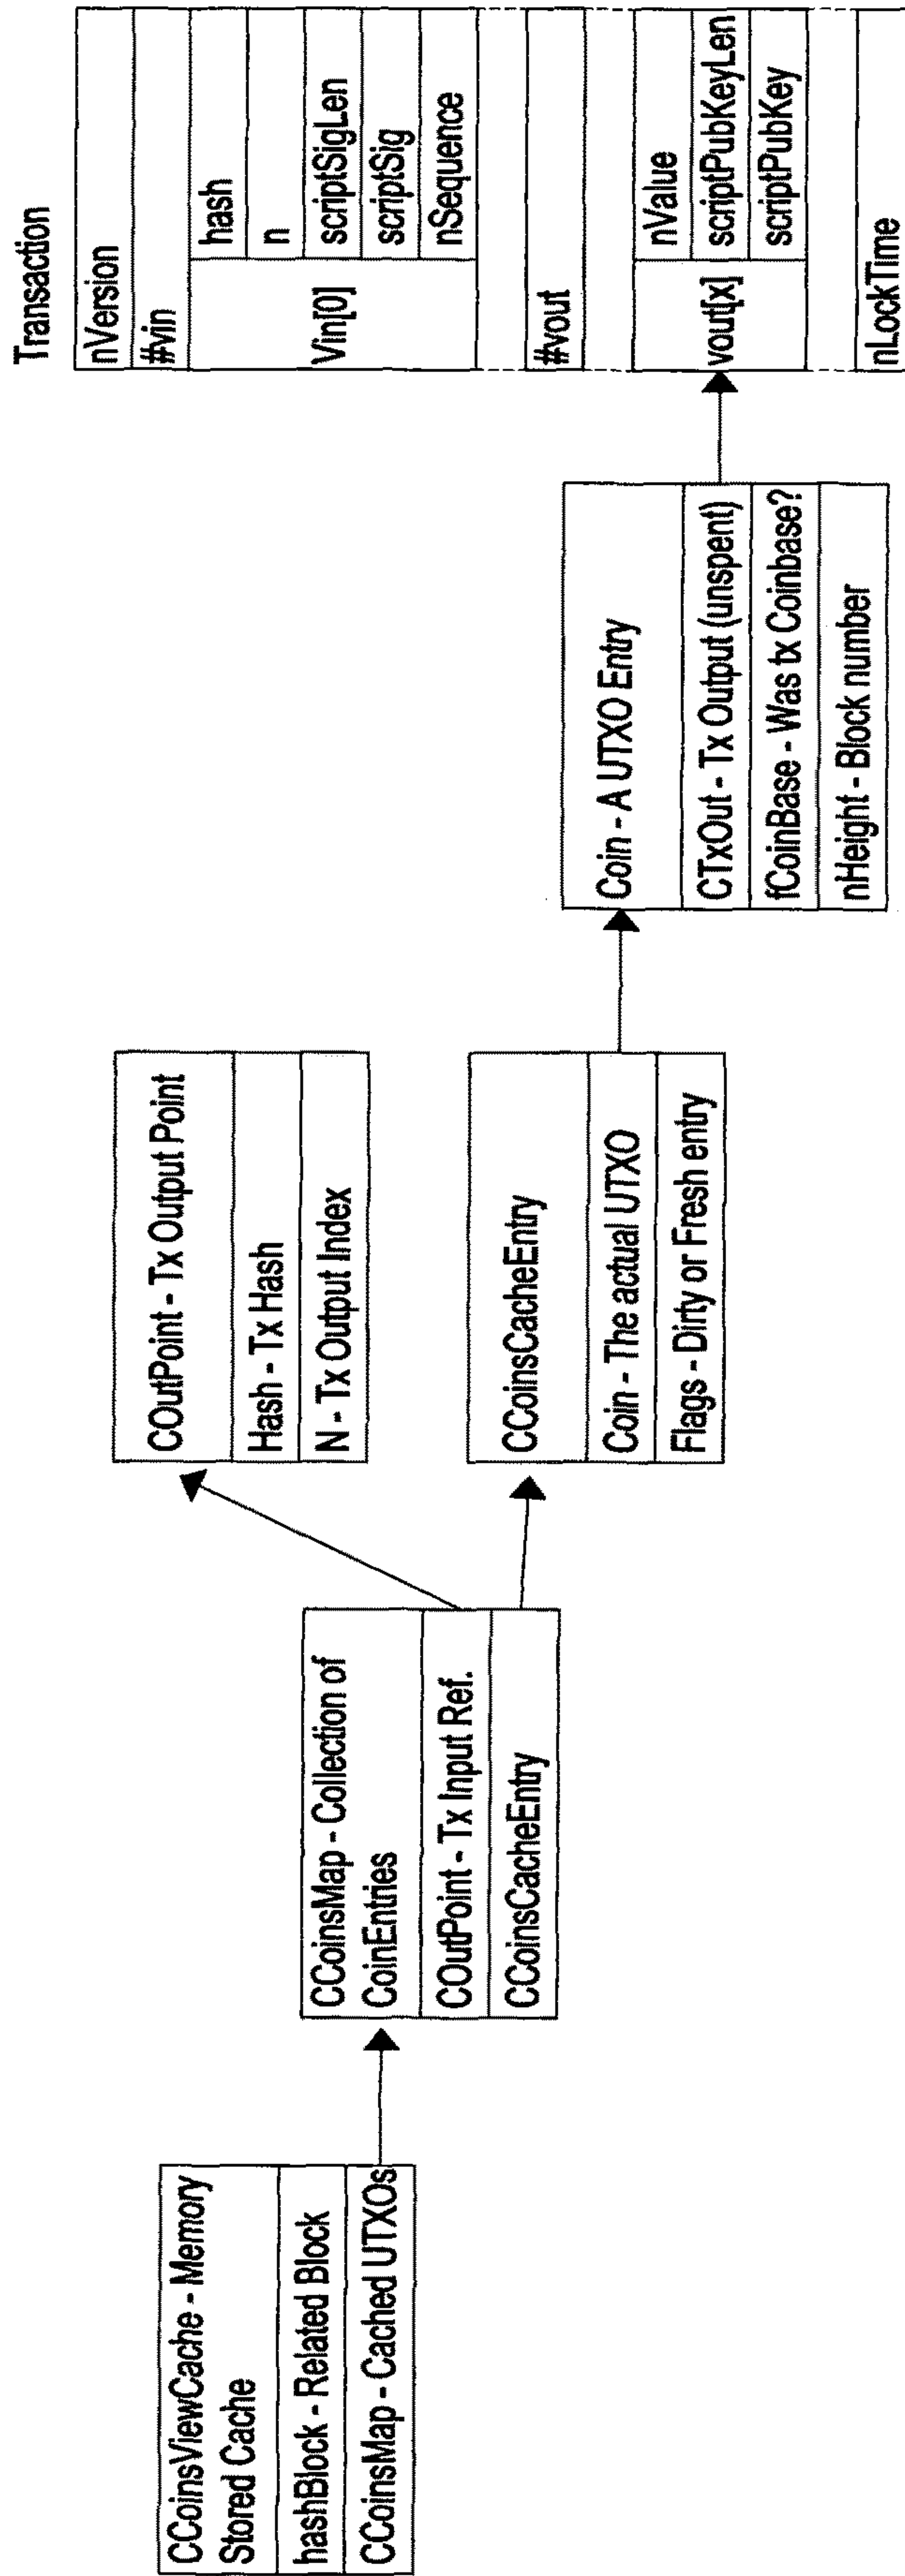 CCoinsViewCache - Memory
Stored Cache
hashBlock - Related Block
CCoinsMap - Cached UTXOs
CCoinsMap - Collection of
CoinEntries
COutPoint - Tx Input Ref.
CCoinsCacheEntry
COutPoint - Tx Output Point
Hash - Tx Hash
N - Tx Output Index
CCoinsCacheEntry
Coin - The actual UTXO
Flags - Dirty or Fresh entry
Coin - A UTXO Entry
CTxOut - Tx Output (unspent)
fCoinBase - Was tx Coinbase?
nHeight - Block number
Transaction
nVersion
#vin
Vin[0]
hash
n
scriptSigLen
scriptSig
nSequence
#vout
vout[x]
nValue
scriptPubKeyLen
scriptPubKey
nLockTime